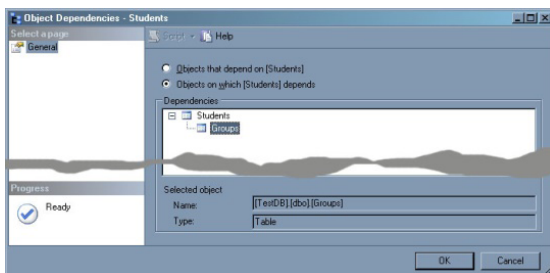 Object Dependencies - Students
Select a page
General
Script Help
Objects that depend on [Students]
Objects on which [Students] depends
Dependencies
Students
Groups
Progress
Ready
Selected object
Name: [TestDB].[dbo].[Groups]
Type: Table
OK Cancel